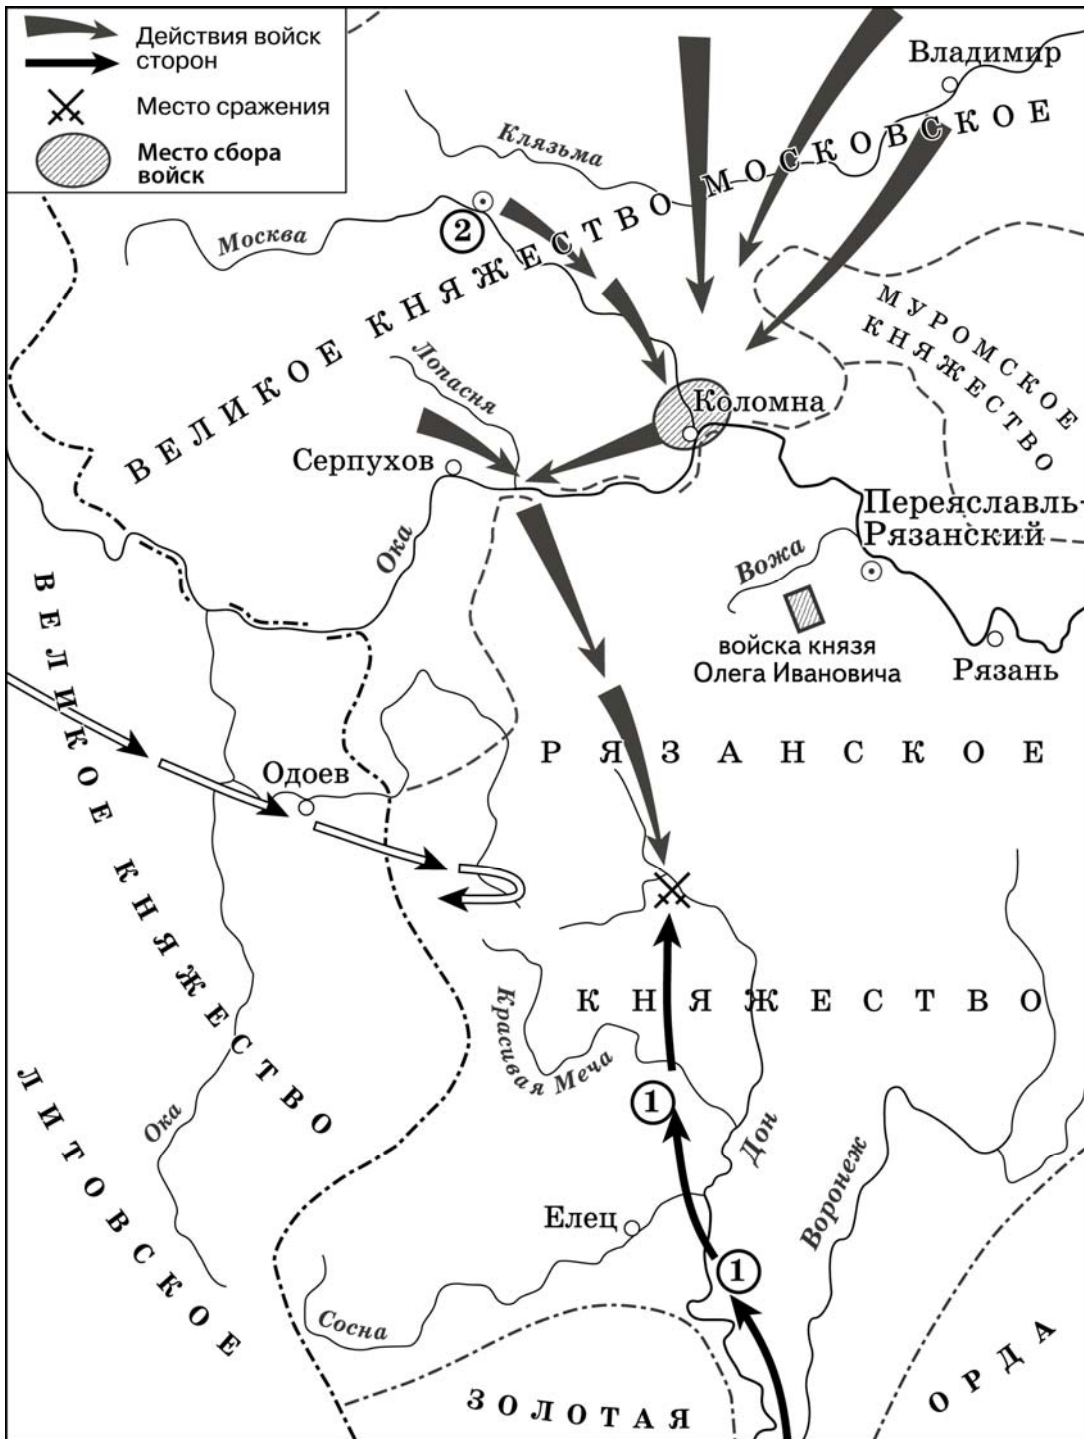 Действия войск
сторон
Место сражения
Место сбора
войск
Владимир
Клязьма
ВЕЛИКОЕ КНЯЖЕСТВО МОСКОВСКОЕ
Москва
2
МУРОМСКОЕ
КНЯЖЕСТВО
Лопасня
Коломна
Серпухов
Переяславль-
Рязанский
Ока
Вожа
войска князя
Олега Ивановича
Рязань
ВЕЛИКОЕ КНЯЖЕСТВО
ЛИТОВСКОЕ
РЯЗАНСКОЕ
КНЯЖЕСТВО
Одоев
Красивая Меча
1
Ока
Дон
Воронеж
Елец
1
Сосна
ЗОЛОТАЯ ОРДА